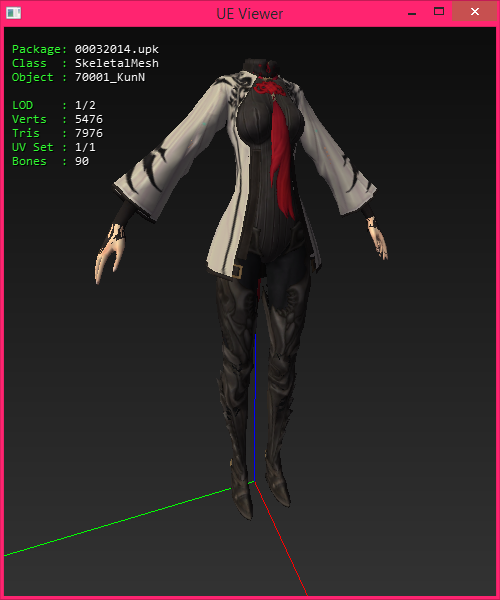 UE Viewer
Package: 00032014.upk
Class  : SkeletalMesh
Object : 70001_KunN
LOD    : 1/2
Verts  : 5476
Tris   : 7976
UV Set : 1/1
Bones  : 90